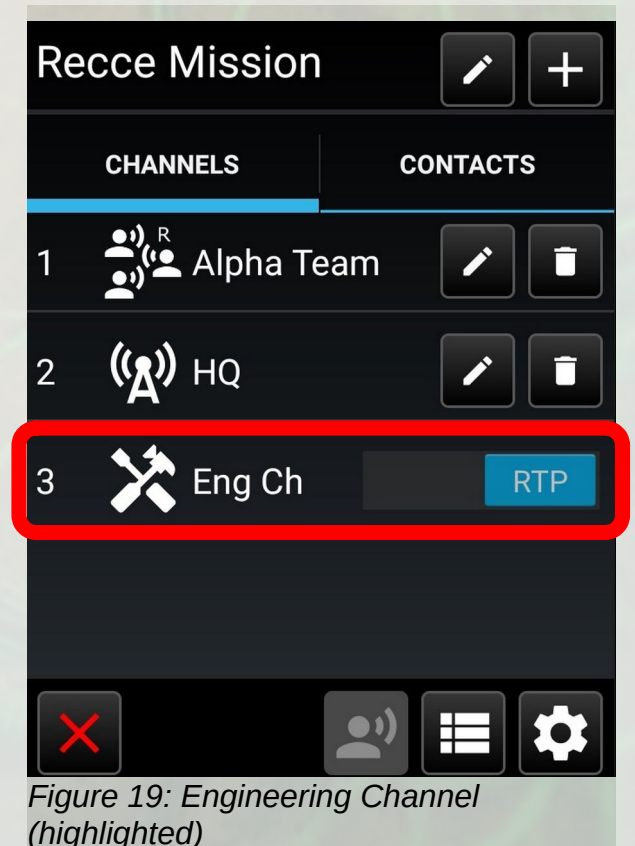 Recce Mission
CHANNELS CONTACTS
1 R Alpha Team
2 HQ
3 Eng Ch RTP
Figure 19: Engineering Channel
(highlighted)